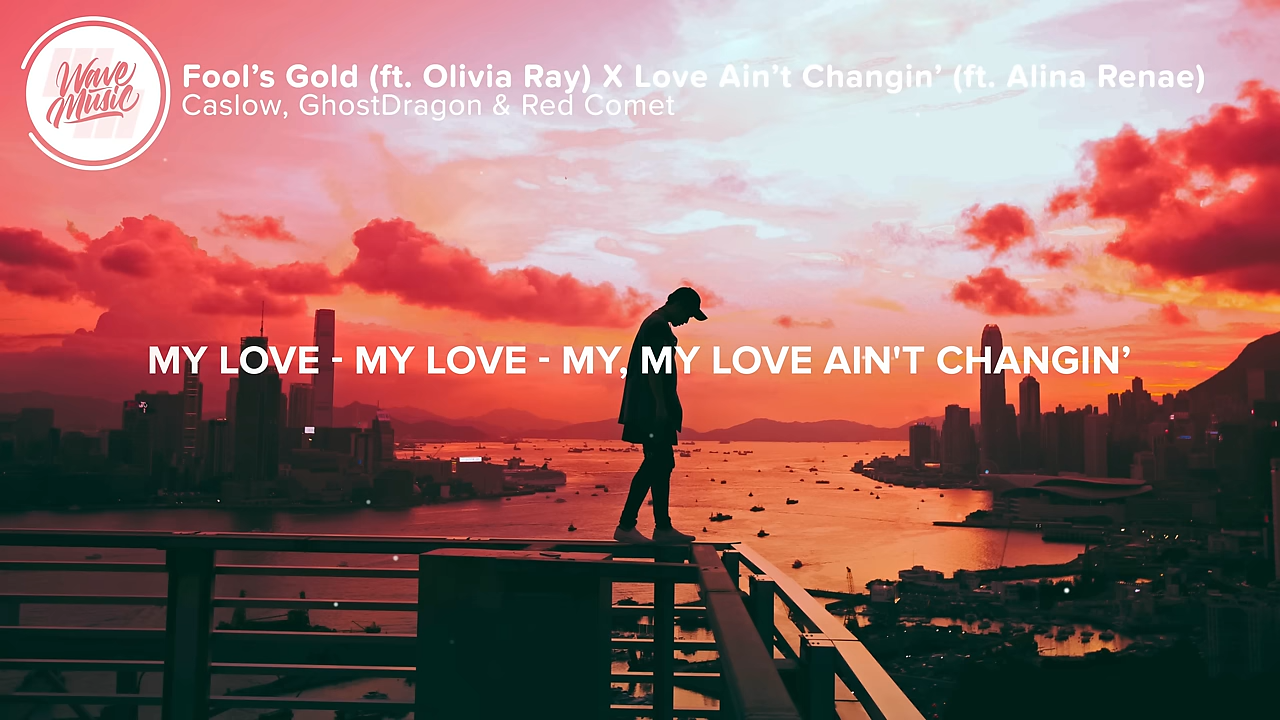 Wave
Music
Fool’s Gold (ft. Olivia Ray) X Love Ain’t Changin’ (ft. Alina Renae)
Caslow, GhostDragon & Red Comet
MY LOVE - MY LOVE - MY, MY LOVE AIN'T CHANGIN’